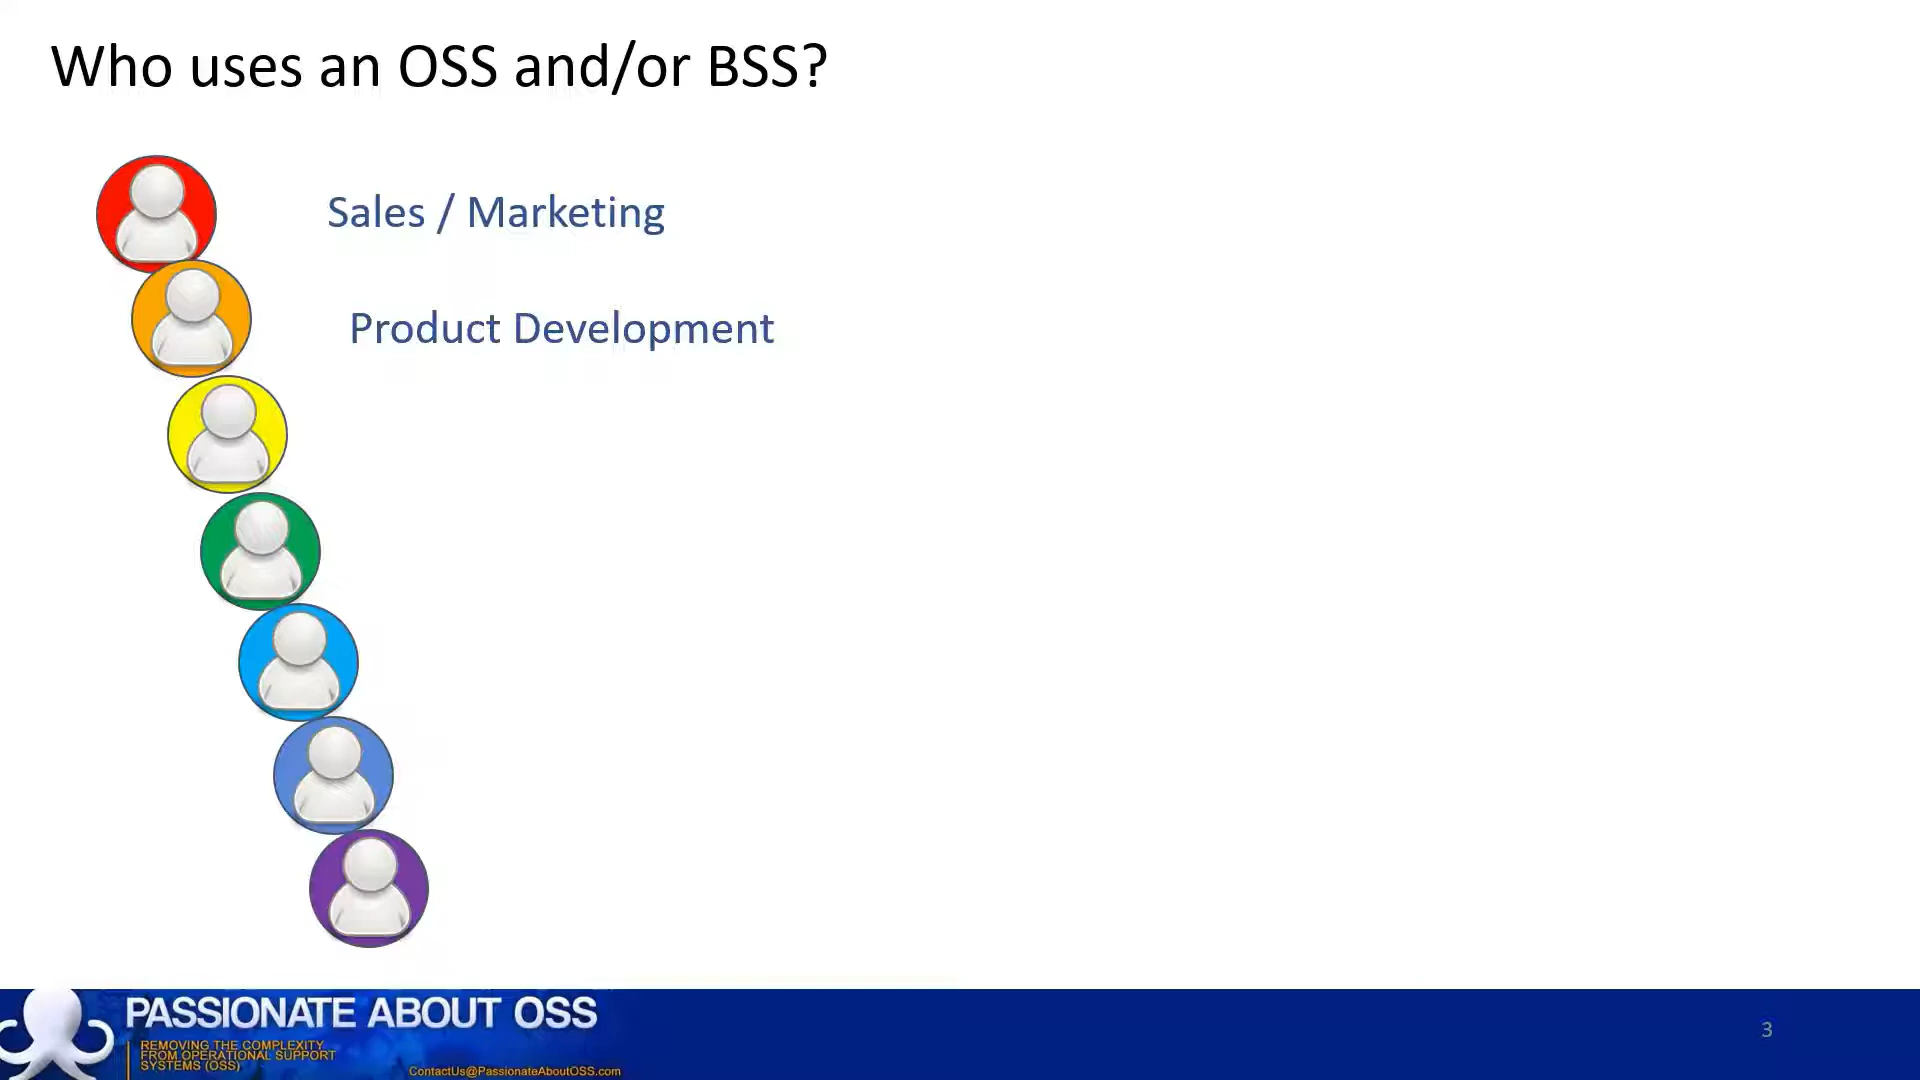 Who uses an OSS and/or BSS?
Sales / Marketing
Product Development
PASSIONATE ABOUT OSS
REMOVING THE COMPLEXITY
FROM OPERATIONAL SUPPORT
SYSTEMS (OSS)
ContactUs@PassionateAboutOSS.com
3